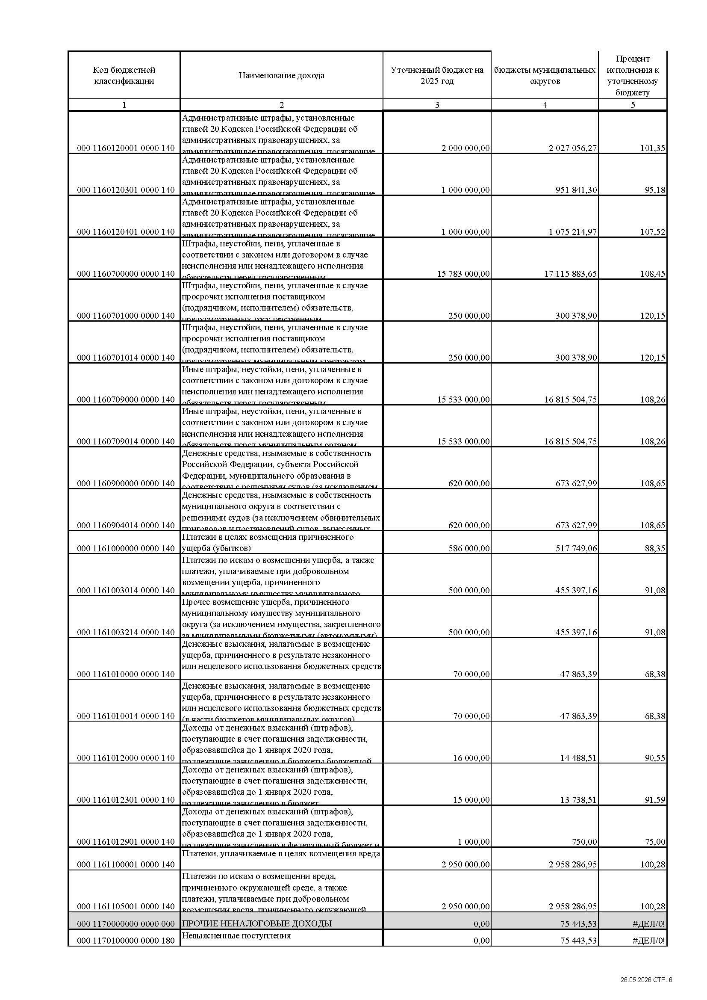 Код бюджетной
классификации
Наименование дохода
Уточненный бюджет на
2025 год
бюджеты муниципальных
округов
Процент
исполнения к
уточненному
бюджету
1 2 3 4 5
Административные штрафы, установленные
главой 20 Кодекса Российской Федерации об
административных правонарушениях, за
административные правонарушения, посягающие
000 1160120001 0000 140 2 000 000,00 2 027 056,27 101,35
Административные штрафы, установленные
главой 20 Кодекса Российской Федерации об
административных правонарушениях, за
административные правонарушения, посягающие
000 1160120301 0000 140 1 000 000,00 951 841,30 95,18
Административные штрафы, установленные
главой 20 Кодекса Российской Федерации об
административных правонарушениях, за
административные правонарушения, посягающие
000 1160120401 0000 140 1 000 000,00 1 075 214,97 107,52
Штрафы, неустойки, пени, уплаченные в
соответствии с законом или договором в случае
неисполнения или ненадлежащего исполнения
обязательств перед государственным
000 1160700000 0000 140 15 783 000,00 17 115 883,65 108,45
Штрафы, неустойки, пени, уплаченные в случае
просрочки исполнения поставщиком
(подрядчиком, исполнителем) обязательств,
предусмотренных государственным
000 1160701000 0000 140 250 000,00 300 378,90 120,15
Штрафы, неустойки, пени, уплаченные в случае
просрочки исполнения поставщиком
(подрядчиком, исполнителем) обязательств,
предусмотренных муниципальным контрактом,
000 1160701014 0000 140 250 000,00 300 378,90 120,15
Иные штрафы, неустойки, пени, уплаченные в
соответствии с законом или договором в случае
неисполнения или ненадлежащего исполнения
обязательств перед государственным
000 1160709000 0000 140 15 533 000,00 16 815 504,75 108,26
Иные штрафы, неустойки, пени, уплаченные в
соответствии с законом или договором в случае
неисполнения или ненадлежащего исполнения
обязательств перед муниципальным органом,
000 1160709014 0000 140 15 533 000,00 16 815 504,75 108,26
Денежные средства, изымаемые в собственность
Российской Федерации, субъекта Российской
Федерации, муниципального образования в
соответствии с решениями судов (за исключением
000 1160900000 0000 140 620 000,00 673 627,99 108,65
Денежные средства, изымаемые в собственность
муниципального округа в соответствии с
решениями судов (за исключением обвинительных
приговоров и постановлений судов, вынесенных
000 1160904014 0000 140 620 000,00 673 627,99 108,65
Платежи в целях возмещения причиненного
ущерба (убытков)
000 1161000000 0000 140 586 000,00 517 749,06 88,35
Платежи по искам о возмещении ущерба, а также
платежи, уплачиваемые при добровольном
возмещении ущерба, причиненного
муниципальному имуществу муниципального
000 1161003014 0000 140 500 000,00 455 397,16 91,08
Прочее возмещение ущерба, причиненного
муниципальному имуществу муниципального
округа (за исключением имущества, закрепленного
за муниципальными бюджетными (автономными)
000 1161003214 0000 140 500 000,00 455 397,16 91,08
Денежные взыскания, налагаемые в возмещение
ущерба, причиненного в результате незаконного
или нецелевого использования бюджетных средств
000 1161010000 0000 140 70 000,00 47 863,39 68,38
Денежные взыскания, налагаемые в возмещение
ущерба, причиненного в результате незаконного
или нецелевого использования бюджетных средств
(в части бюджетов муниципальных округов)
000 1161010014 0000 140 70 000,00 47 863,39 68,38
Доходы от денежных взысканий (штрафов),
поступающие в счет погашения задолженности,
образовавшейся до 1 января 2020 года,
подлежащие зачислению в бюджеты бюджетной
000 1161012000 0000 140 16 000,00 14 488,51 90,55
Доходы от денежных взысканий (штрафов),
поступающие в счет погашения задолженности,
образовавшейся до 1 января 2020 года,
подлежащие зачислению в бюджет
000 1161012301 0000 140 15 000,00 13 738,51 91,59
Доходы от денежных взысканий (штрафов),
поступающие в счет погашения задолженности,
образовавшейся до 1 января 2020 года,
подлежащие зачислению в федеральный бюджет и
000 1161012901 0000 140 1 000,00 750,00 75,00
Платежи, уплачиваемые в целях возмещения вреда
000 1161100001 0000 140 2 950 000,00 2 958 286,95 100,28
Платежи по искам о возмещении вреда,
причиненного окружающей среде, а также
платежи, уплачиваемые при добровольном
возмещении вреда, причиненного окружающей
000 1161105001 0000 140 2 950 000,00 2 958 286,95 100,28
000 1170000000 0000 000 ПРОЧИЕ НЕНАЛОГОВЫЕ ДОХОДЫ 0,00 75 443,53 #ДЕЛ/0!
Невыясненные поступления
000 1170100000 0000 180 0,00 75 443,53 #ДЕЛ/0!
26.05.2026 СТР. 6